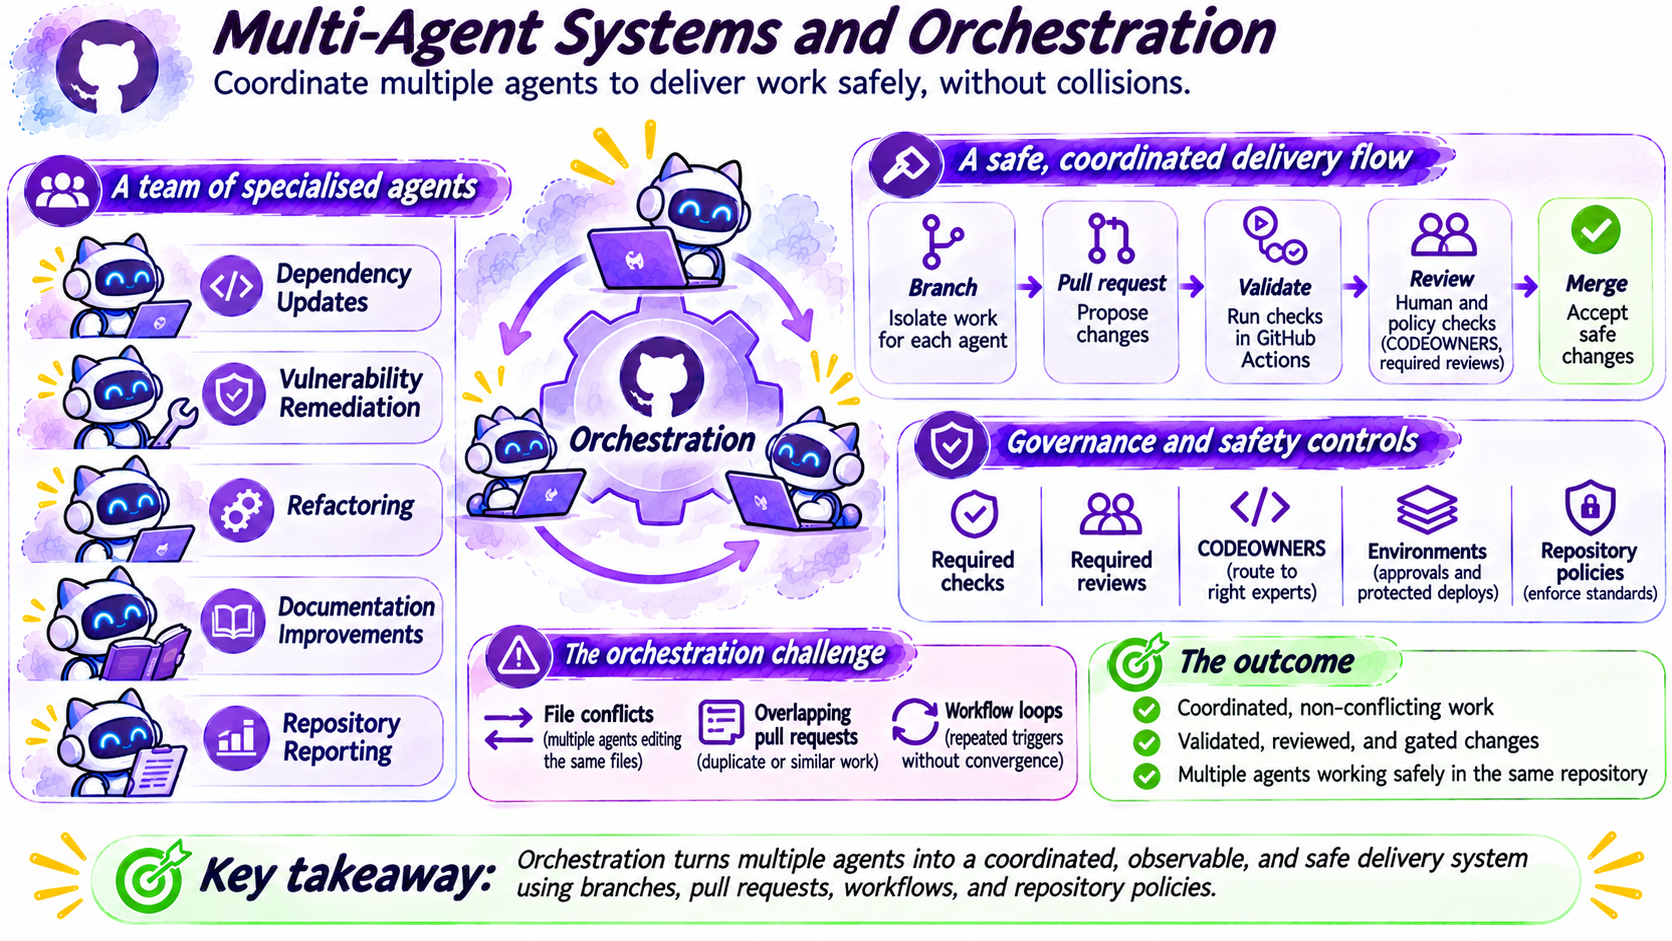 Multi-Agent Systems and Orchestration
Coordinate multiple agents to deliver work safely, without collisions.
A team of specialised agents
Dependency
Updates
Vulnerability
Remediation
Refactoring
Documentation
Improvements
Repository
Reporting
Orchestration
A safe, coordinated delivery flow
Branch
Isolate work
for each agent
Pull request
Propose
changes
Validate
Run checks
in GitHub
Actions
Review
Human and
policy checks
(CODEOWNERS,
required reviews)
Merge
Accept
safe
changes
Governance and safety controls
Required
checks
Required
reviews
CODEOWNERS
(route to
right experts)
Environments
(approvals and
protected deploys)
Repository
policies
(enforce standards)
The orchestration challenge
File conflicts
(multiple agents editing
the same files)
Overlapping
pull requests
(duplicate or similar work)
Workflow loops
(repeated triggers
without convergence)
The outcome
Coordinated, non-conflicting work
Validated, reviewed, and gated changes
Multiple agents working safely in the same repository
Key takeaway:
Orchestration turns multiple agents into a coordinated, observable, and safe delivery system
using branches, pull requests, workflows, and repository policies.